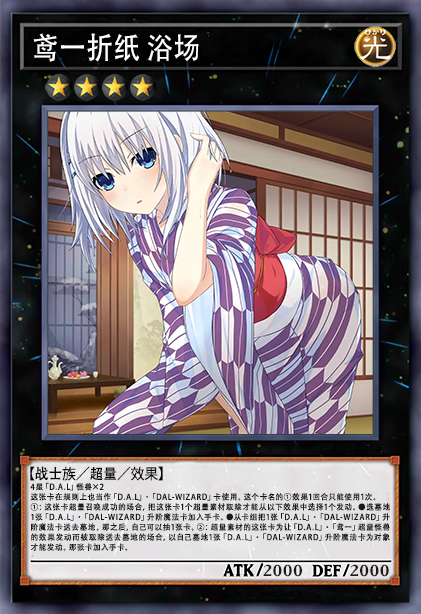 鸢一折纸 浴场
ひかり
光
【战士族／超量／效果】
4星「D.A.L」怪兽×2
这张卡在规则上也当作「D.A.L」·「DAL-WIZARD」卡使用，这个卡名的①效果1回合只能使用1次。
①：这张卡超量召唤成功的场合，把这张卡1个超量素材取除才能从以下效果中选择1个发动。●选墓地
1张「D.A.L」·「DAL-WIZARD」升阶魔法卡加入手卡。●从卡组把1张「D.A.L」·「DAL-WIZARD」升
阶魔法卡送去墓地，那之后，自己可以抽1张卡。②：超量素材的这张卡为让「D.A.L」·「鸢一」超量怪兽
的效果发动而被取除送去墓地的场合，以自己墓地1张「D.A.L」·「DAL-WIZARD」升阶魔法卡为对象
才能发动。那张卡加入手卡。
ATK/2000 DEF/2000